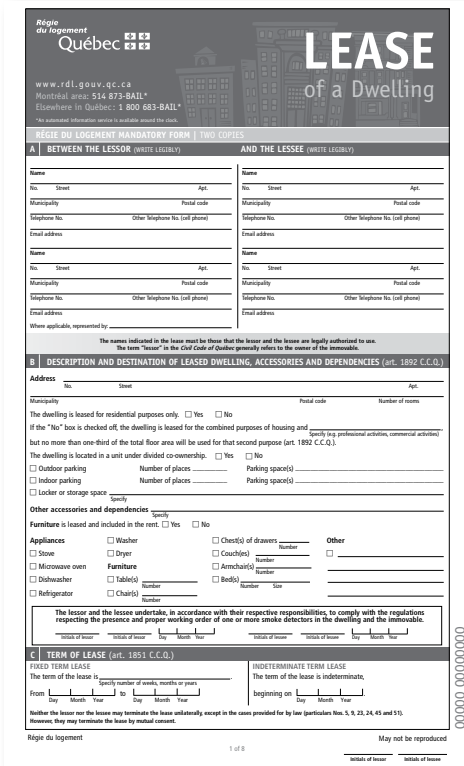 Régie
du logement
Québec
LEASE
of a Dwelling
www.rdl.gouv.qc.ca
Montréal area: 514 873-BAIL*
Elsewhere in Québec: 1 800 683-BAIL*
*An automated information service is available around the clock.
RÉGIE DU LOGEMENT MANDATORY FORM | TWO COPIES
A BETWEEN THE LESSOR (WRITE LEGIBLY) AND THE LESSEE (WRITE LEGIBLY)
Name Name
No. Street Apt. No. Street Apt.
Municipality Postal code Municipality Postal code
Telephone No. Other Telephone No. (cell phone) Telephone No. Other Telephone No. (cell phone)
Email address Email address
Name Name
No. Street Apt. No. Street Apt.
Municipality Postal code Municipality Postal code
Telephone No. Other Telephone No. (cell phone) Telephone No. Other Telephone No. (cell phone)
Email address Email address
Where applicable, represented by:
The names indicated in the lease must be those that the lessor and the lessee are legally authorized to use.
The term "lessor" in the Civil Code of Québec generally refers to the owner of the immovable.
B DESCRIPTION AND DESTINATION OF LEASED DWELLING, ACCESSORIES AND DEPENDENCIES (art. 1892 C.C.Q.)
Address
No. Street Apt.
Municipality Postal code Number of rooms
The dwelling is leased for residential purposes only. Yes No
If the "No" box is checked off, the dwelling is leased for the combined purposes of housing and ,
Specify (e.g. professional activities, commercial activities)
but no more than one-third of the total floor area will be used for that second purpose (art. 1892 C.C.Q.).
The dwelling is located in a unit under divided co-ownership. Yes No
Outdoor parking Number of places Parking space(s)
Indoor parking Number of places Parking space(s)
Locker or storage space
Specify
Other accessories and dependencies
Specify
Furniture is leased and included in the rent. Yes No
Appliances Washer Chest(s) of drawers Other
Number
Stove Dryer Couch(es)
Number
Microwave oven Furniture Armchair(s)
Number
Dishwasher Table(s) Bed(s)
Number Number Size
Refrigerator Chair(s)
Number
The lessor and the lessee undertake, in accordance with their respective responsibilities, to comply with the regulations
respecting the presence and proper working order of one or more smoke detectors in the dwelling and the immovable.
Initials of lessor Initials of lessor Day Month Year Initials of lessee Initials of lessee Day Month Year
C TERM OF LEASE (art. 1851 C.C.Q.)
FIXED TERM LEASE INDETERMINATE TERM LEASE
The term of the lease is . The term of the lease is indeterminate,
Specify number of weeks, months or years
From to . beginning on .
Day Month Year Day Month Year Day Month Year
Neither the lessor nor the lessee may terminate the lease unilaterally, except in the cases provided for by law (particulars Nos. 5, 9, 23, 24, 45 and 51).
However, they may terminate the lease by mutual consent.
Régie du logement May not be reproduced
1 of 8
Initials of lessor Initials of lessee
00000 00000000